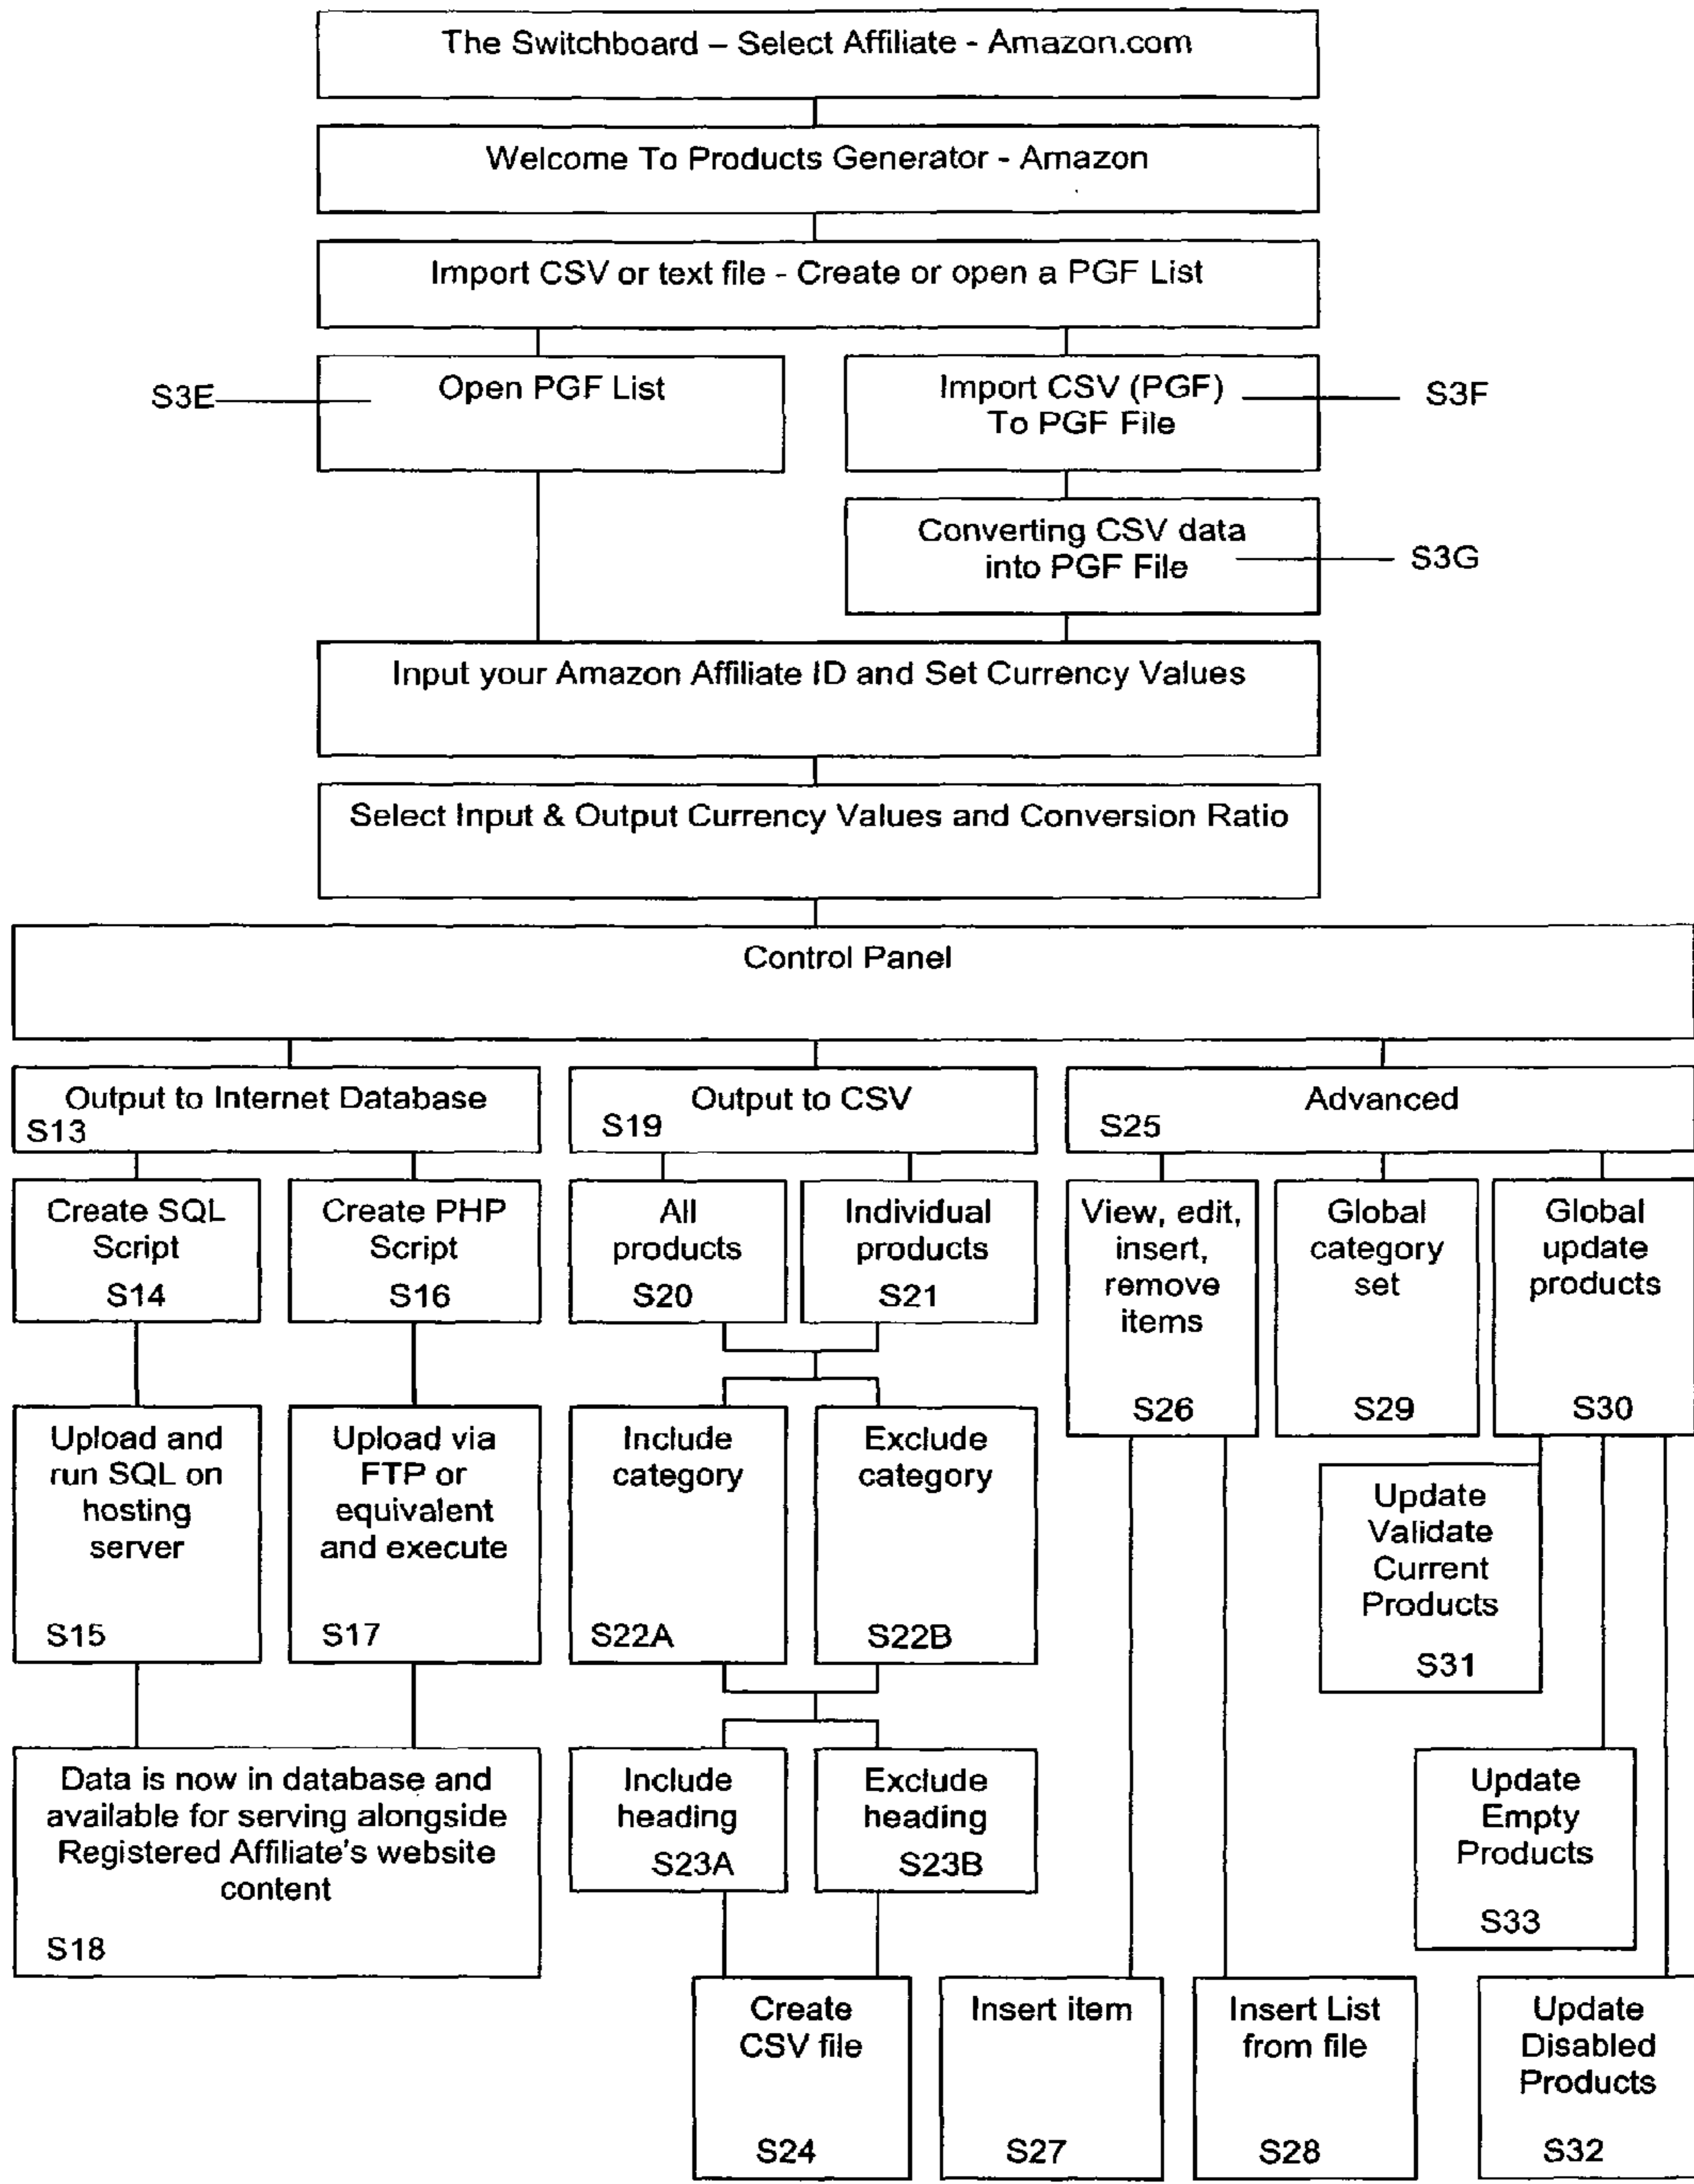 The Switchboard – Select Affiliate - Amazon.com
Welcome To Products Generator - Amazon
Import CSV or text file - Create or open a PGF List
S3E
Open PGF List
Import CSV (PGF)
To PGF File
S3F
Converting CSV data
into PGF File
S3G
Input your Amazon Affiliate ID and Set Currency Values
Select Input & Output Currency Values and Conversion Ratio
Control Panel
Output to Internet Database
S13
Output to CSV
S19
Advanced
S25
Create SQL
Script
S14
Create PHP
Script
S16
All
products
S20
Individual
products
S21
View, edit,
insert,
remove
items
S26
Global
category
set
S29
Global
update
products
S30
Upload and
run SQL on
hosting
server
S15
Upload via
FTP or
equivalent
and execute
S17
Include
category
S22A
Exclude
category
S22B
Update
Validate
Current
Products
S31
Data is now in database and
available for serving alongside
Registered Affiliate's website
content
S18
Include
heading
S23A
Exclude
heading
S23B
Update
Empty
Products
S33
Create
CSV file
S24
Insert item
S27
Insert List
from file
S28
Update
Disabled
Products
S32